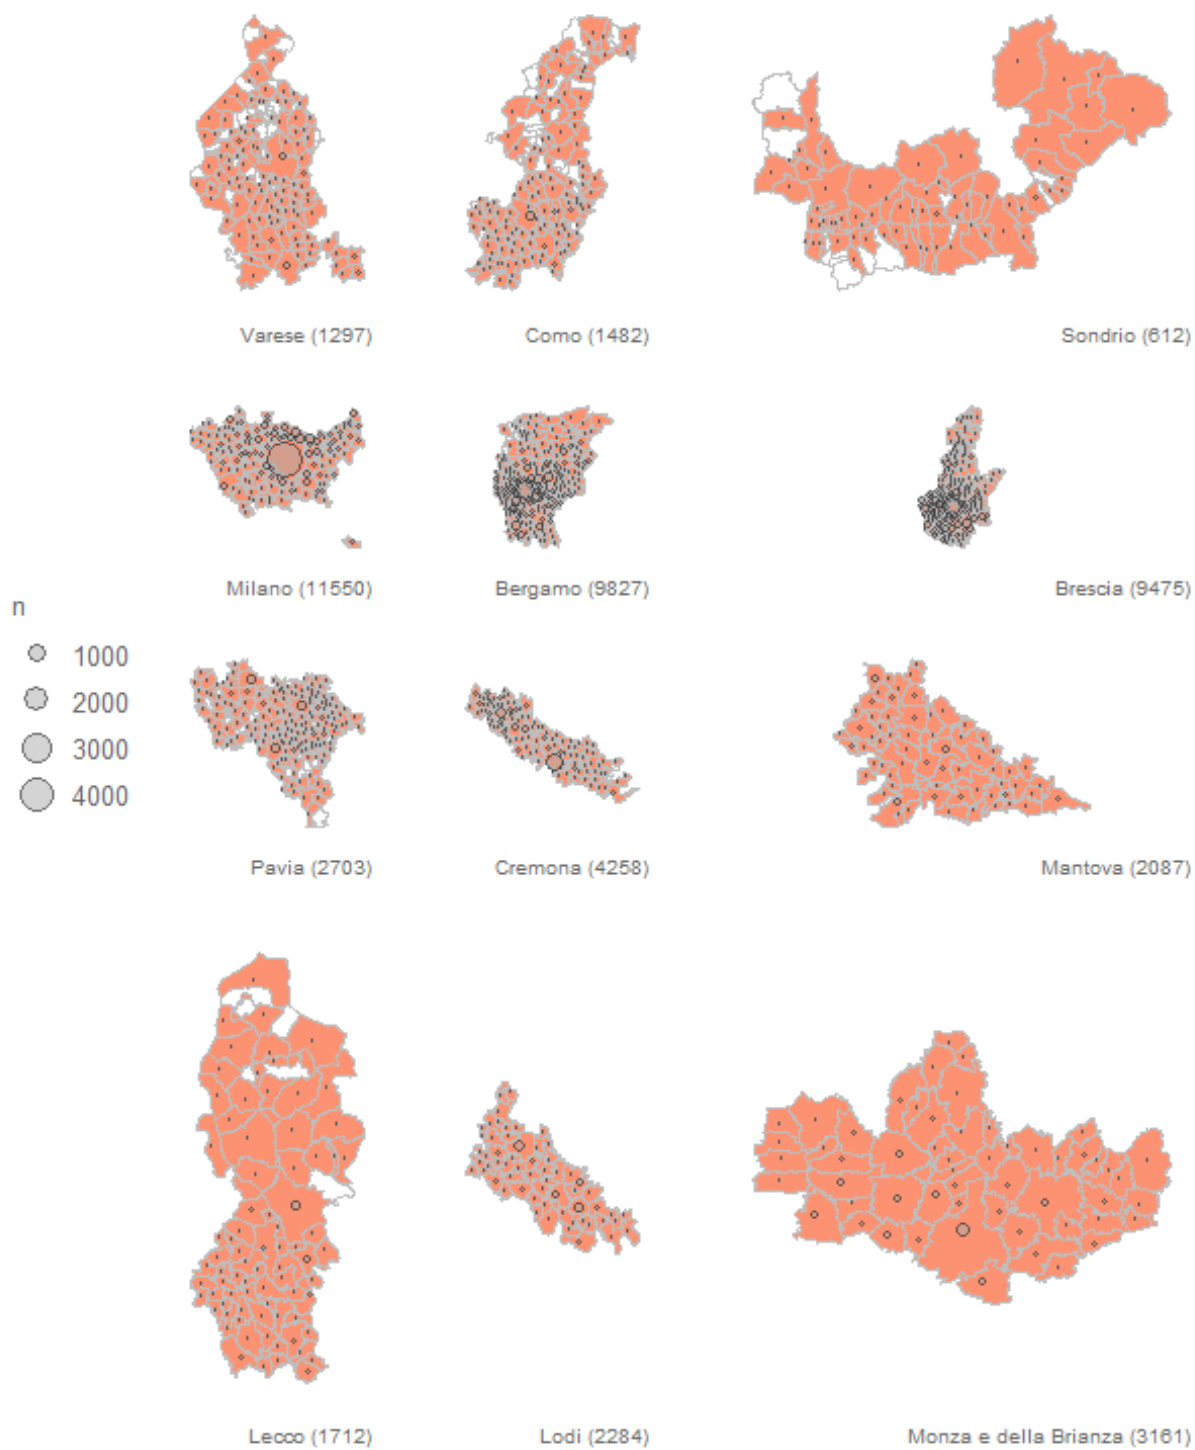 Varese (1297)
Como (1482)
Sondrio (612)
Milano (11550)
Bergamo (9827)
Brescia (9475)
n
1000
2000
3000
4000
Pavia (2703)
Cremona (4258)
Mantova (2087)
Lecco (1712)
Lodi (2284)
Monza e della Brianza (3161)